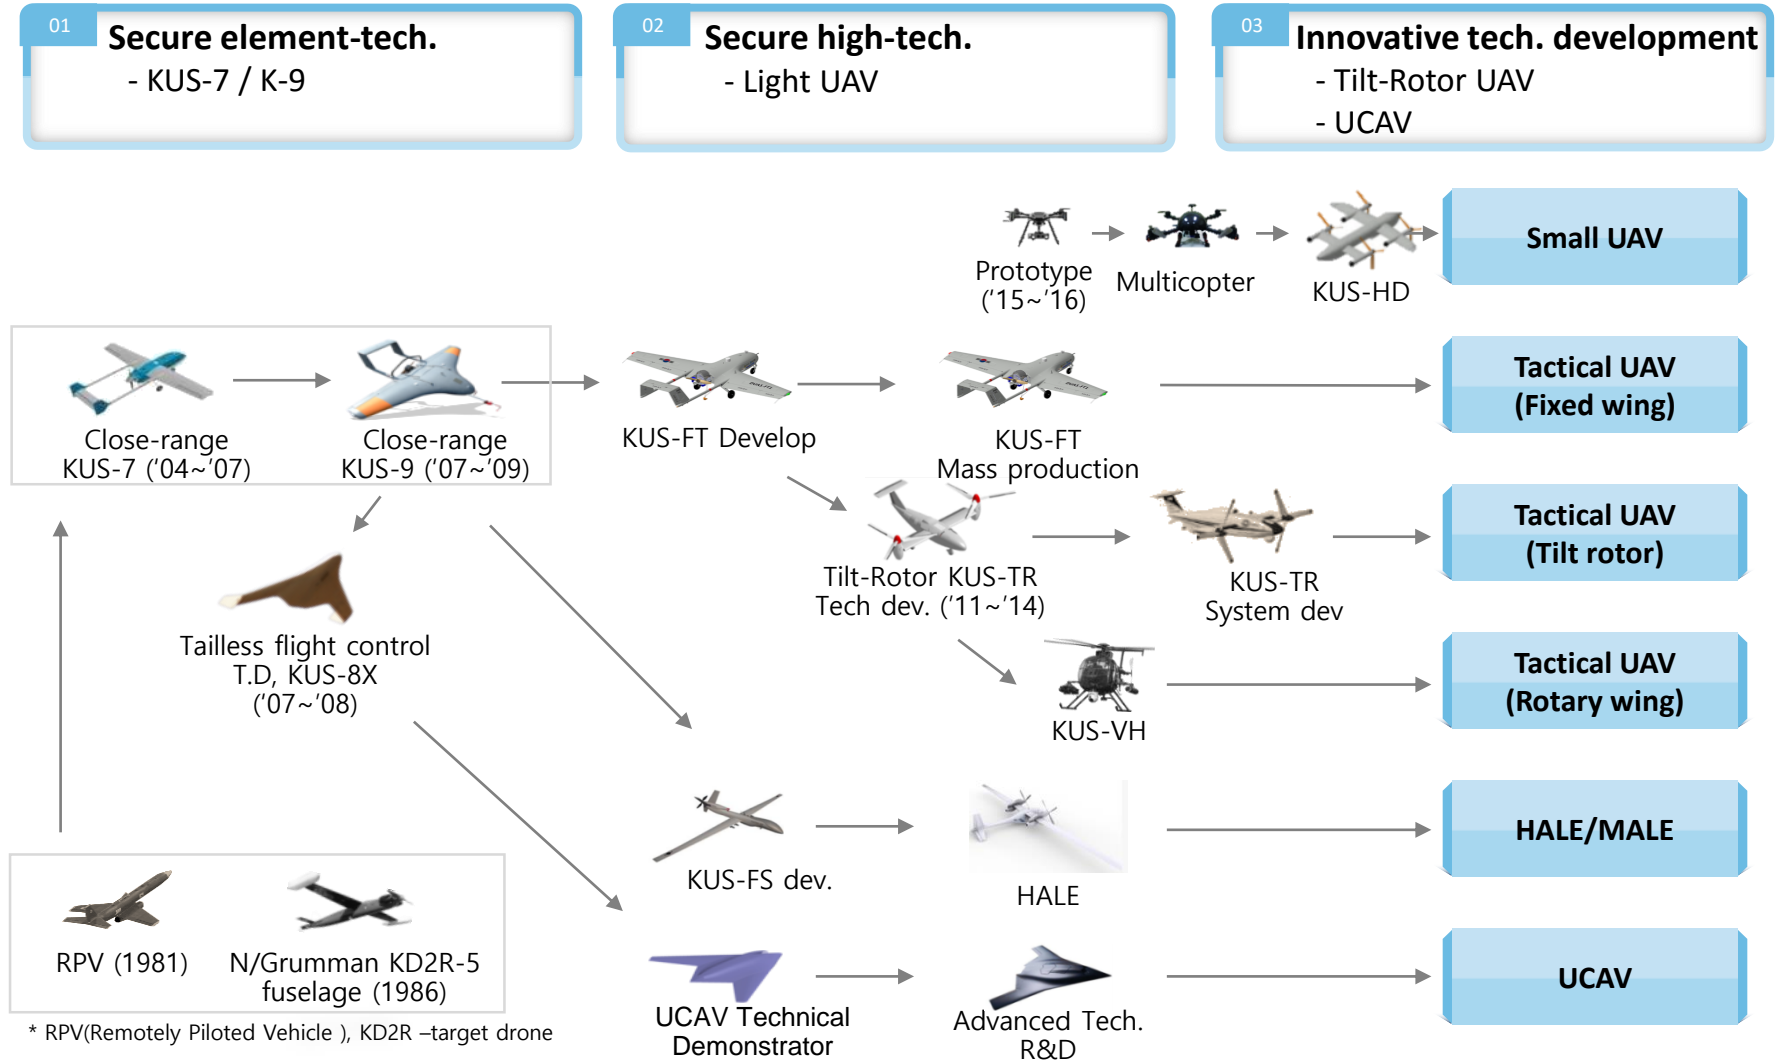 01
Secure element-tech.
- KUS-7 / K-9
02
Secure high-tech.
- Light UAV
03
Innovative tech. development
- Tilt-Rotor UAV
- UCAV
Prototype
('15~'16)
Multicopter
KUS-HD
Small UAV
Close-range
KUS-7 ('04~'07)
Close-range
KUS-9 ('07~'09)
KUS-FT Develop
KUS-FT
Mass production
Tactical UAV
(Fixed wing)
Tailless flight control
T.D, KUS-8X
('07~'08)
Tilt-Rotor KUS-TR
Tech dev. ('11~'14)
KUS-TR
System dev
Tactical UAV
(Tilt rotor)
KUS-VH
Tactical UAV
(Rotary wing)
KUS-FS dev.
HALE
HALE/MALE
RPV (1981)
N/Grumman KD2R-5
fuselage (1986)
UCAV Technical
Demonstrator
Advanced Tech.
R&D
UCAV
* RPV(Remotely Piloted Vehicle ), KD2R –target drone